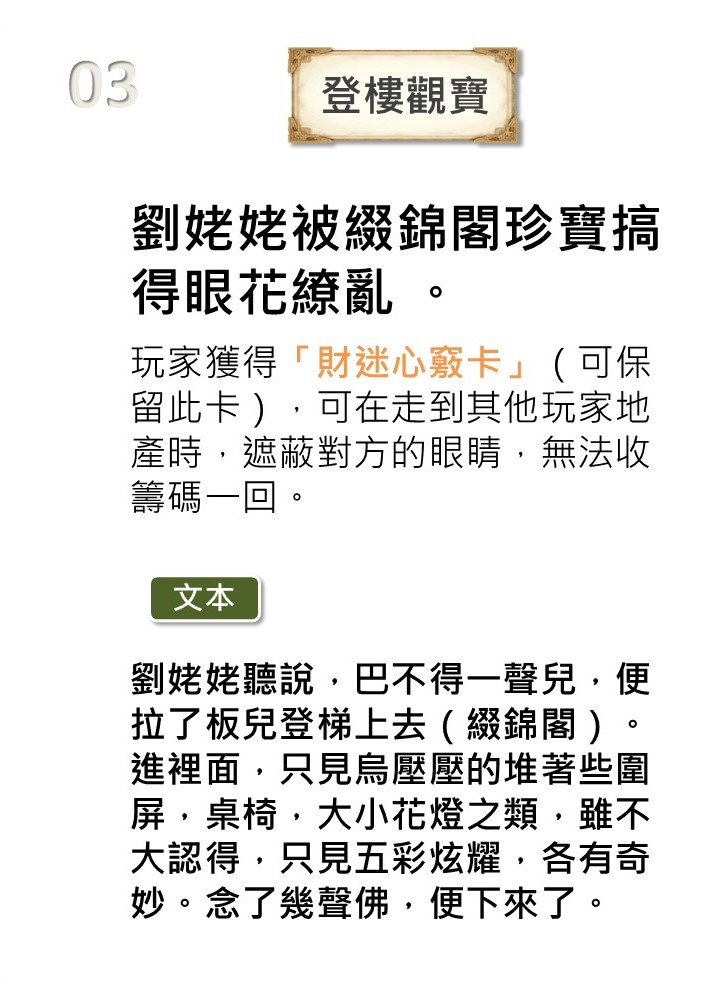 03
登樓觀寶
劉姥姥被綴錦閣珍寶搞
得眼花繚亂 。
玩家獲得「財迷心竅卡」(可保
留此卡),可在走到其他玩家地
產時,遮蔽對方的眼睛,無法收
籌碼一回。
文本
劉姥姥聽說,巴不得一聲兒,便
拉了板兒登梯上去(綴錦閣)。
進裡面,只見烏壓壓的堆著些圍
屏,桌椅,大小花燈之類,雖不
大認得,只見五彩炫耀,各有奇
妙。念了幾聲佛,便下來了。